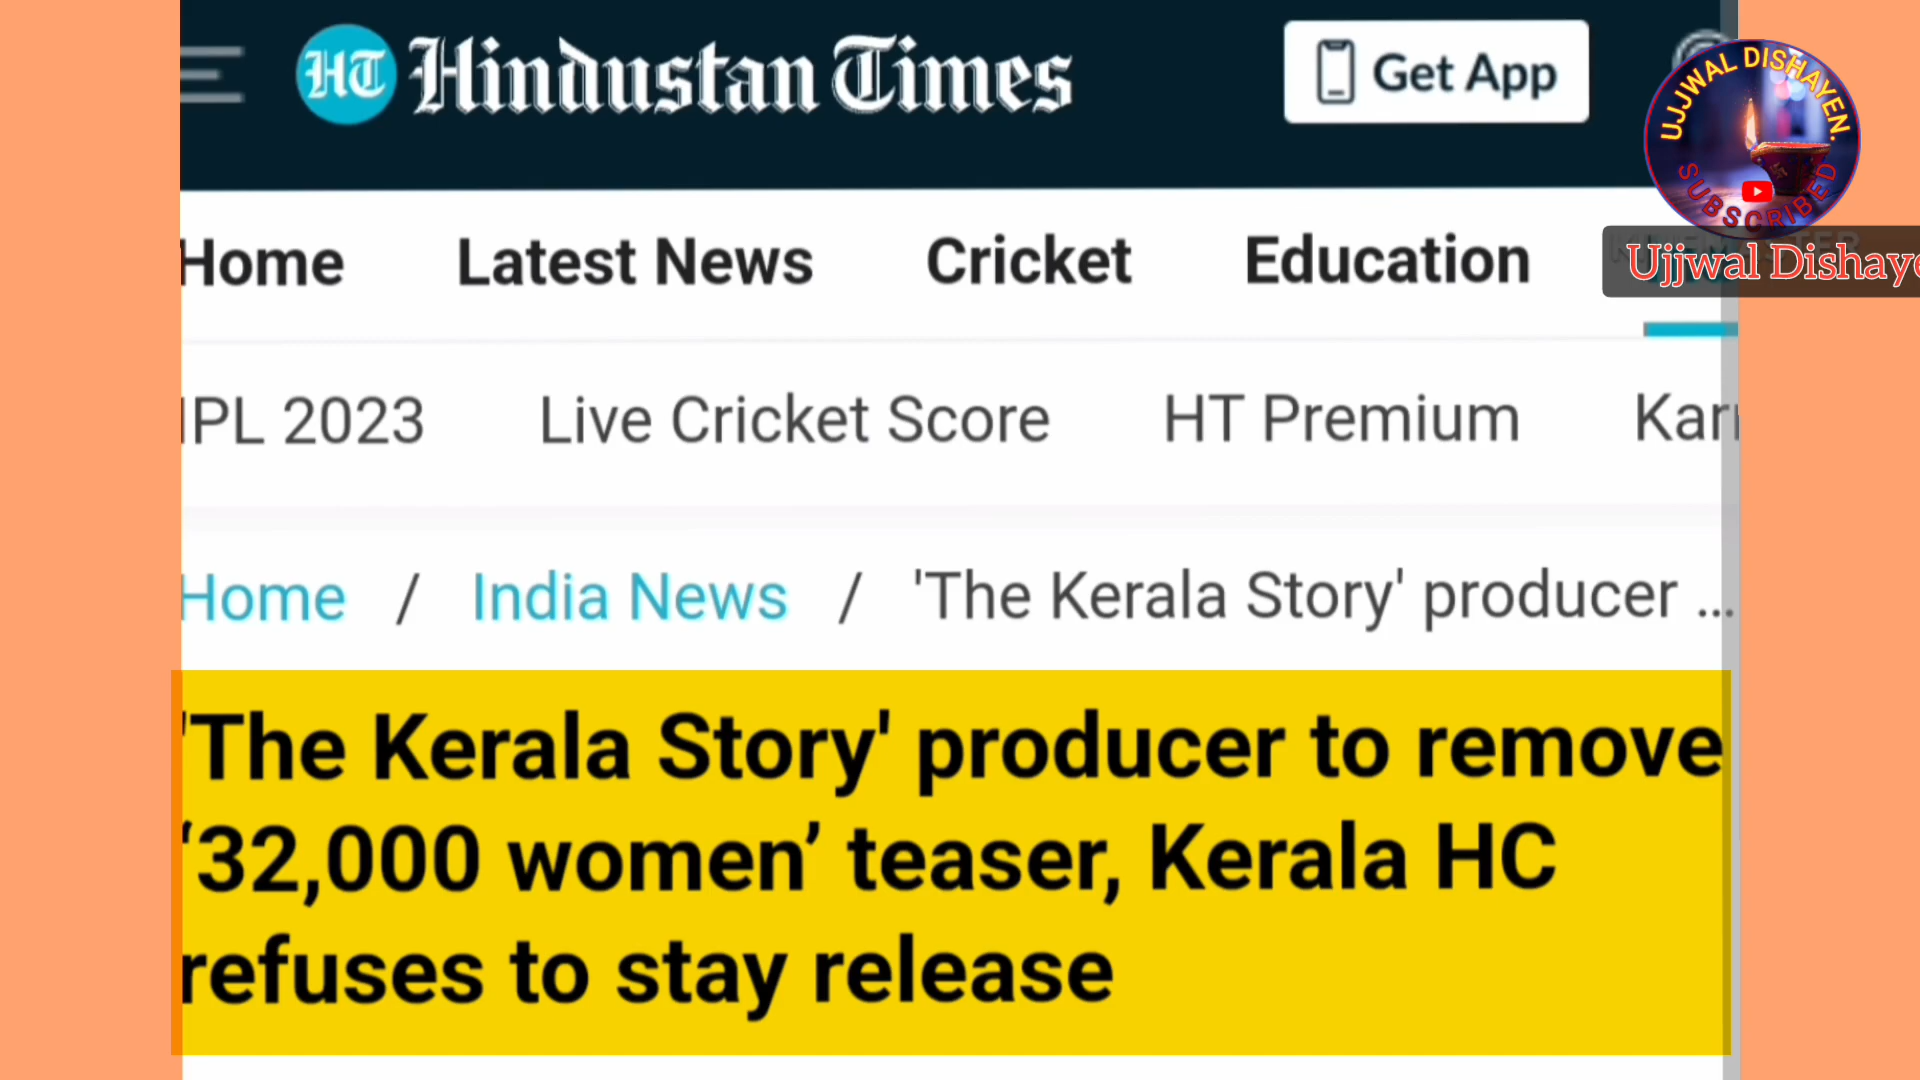 HT Hindustan Times
Get App
UJJWAL DISHAYEN.
SUBSCRIBED
Home Latest News Cricket Education
Ujjwal Dishaye
IPL 2023 Live Cricket Score HT Premium Kar
Home / India News / 'The Kerala Story' producer ...
'The Kerala Story' producer to remove
‘32,000 women’ teaser, Kerala HC
refuses to stay release